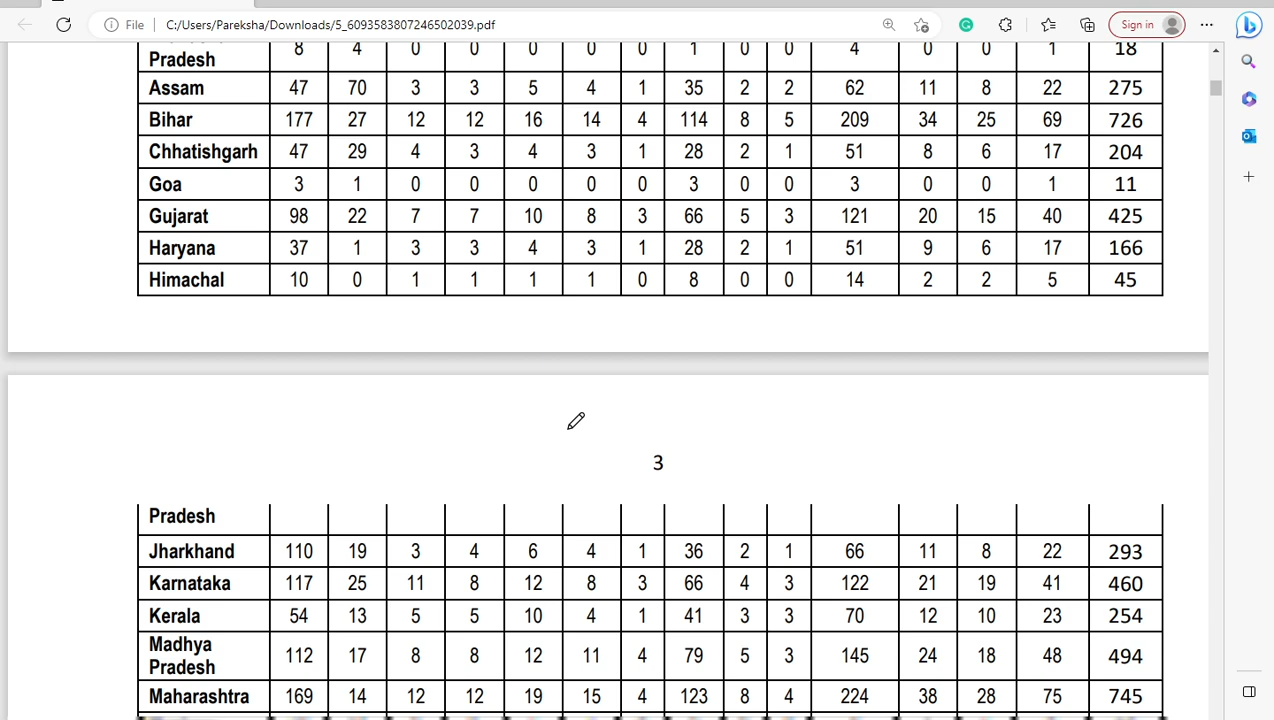 File C:/Users/Pareksha/Downloads/5_6093583807246502039.pdf Sign in
Pradesh 8 4 0 0 0 0 0 1 0 0 4 0 0 1 18
Assam 47 70 3 3 5 4 1 35 2 2 62 11 8 22 275
Bihar 177 27 12 12 16 14 4 114 8 5 209 34 25 69 726
Chhatishgarh 47 29 4 3 4 3 1 28 2 1 51 8 6 17 204
Goa 3 1 0 0 0 0 0 3 0 0 3 0 0 1 11
Gujarat 98 22 7 7 10 8 3 66 5 3 121 20 15 40 425
Haryana 37 1 3 3 4 3 1 28 2 1 51 9 6 17 166
Himachal 10 0 1 1 1 1 0 8 0 0 14 2 2 5 45
3
Pradesh
Jharkhand 110 19 3 4 6 4 1 36 2 1 66 11 8 22 293
Karnataka 117 25 11 8 12 8 3 66 4 3 122 21 19 41 460
Kerala 54 13 5 5 10 4 1 41 3 3 70 12 10 23 254
Madhya
Pradesh 112 17 8 8 12 11 4 79 5 3 145 24 18 48 494
Maharashtra 169 14 12 12 19 15 4 123 8 4 224 38 28 75 745